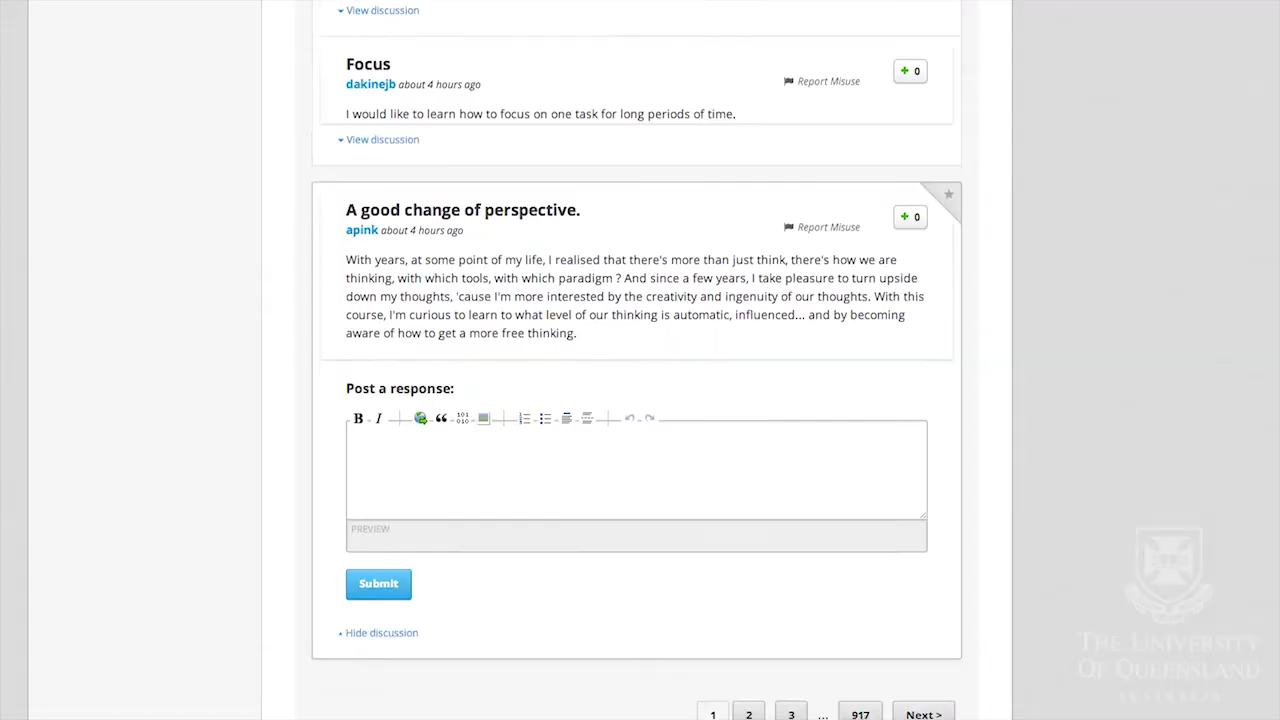 View discussion
Focus
dakinejb about 4 hours ago
Report Misuse
+ 0
I would like to learn how to focus on one task for long periods of time.
View discussion
A good change of perspective.
apink about 4 hours ago
Report Misuse
+ 0
With years, at some point of my life, I realised that there's more than just think, there's how we are
thinking, with which tools, with which paradigm ? And since a few years, I take pleasure to turn upside
down my thoughts, 'cause I'm more interested by the creativity and ingenuity of our thoughts. With this
course, I'm curious to learn to what level of our thinking is automatic, influenced... and by becoming
aware of how to get a more free thinking.
Post a response:
B I
PREVIEW
Submit
Hide discussion
1 2 3 ... 917 Next >
THE UNIVERSITY
OF QUEENSLAND
AUSTRALIA